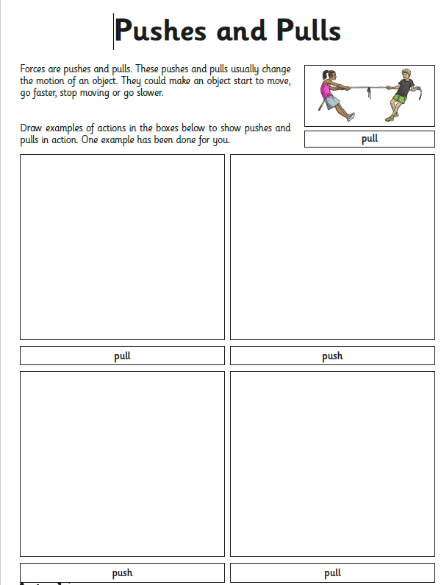 Pushes and Pulls
Forces are pushes and pulls. These pushes and pulls usually change
the motion of an object. They could make an object start to move,
go faster, stop moving or go slower.
Draw examples of actions in the boxes below to show pushes and
pulls in action. One example has been done for you.
pull
pull
push
push
pull